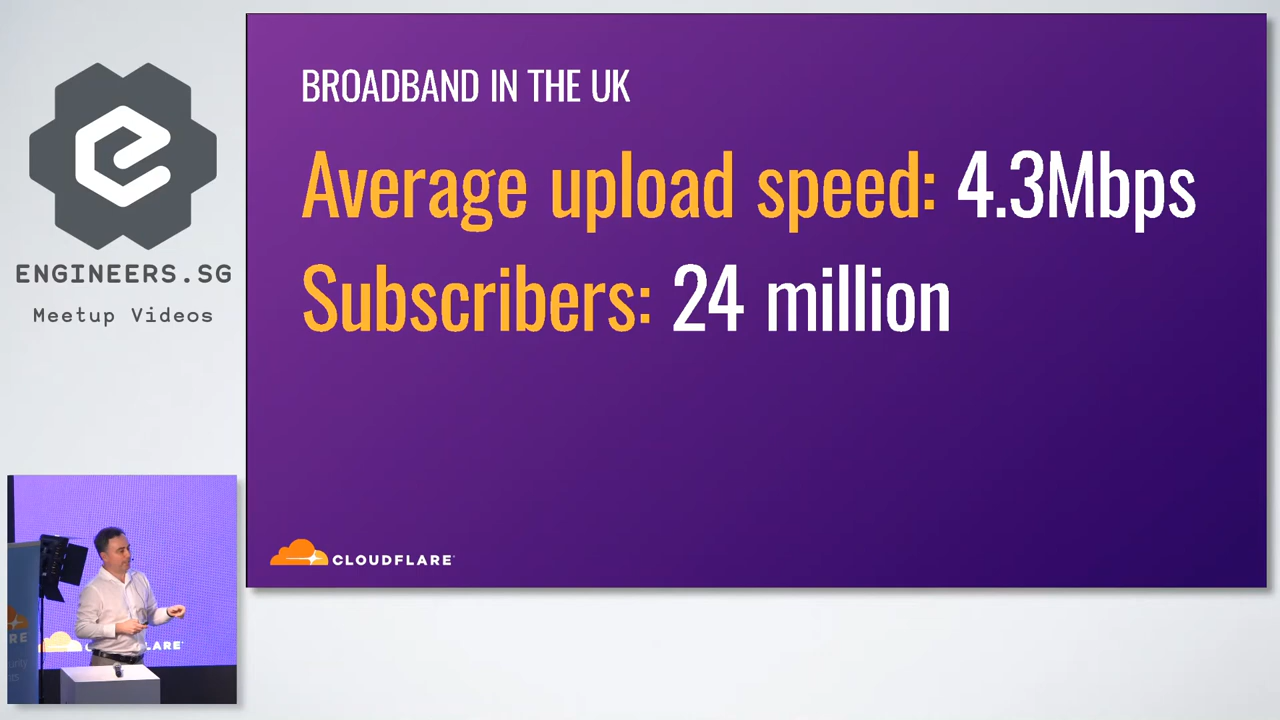 ENGINEERS.SG
Meetup Videos
BROADBAND IN THE UK
Average upload speed: 4.3Mbps
Subscribers: 24 million
CLOUDFLARE